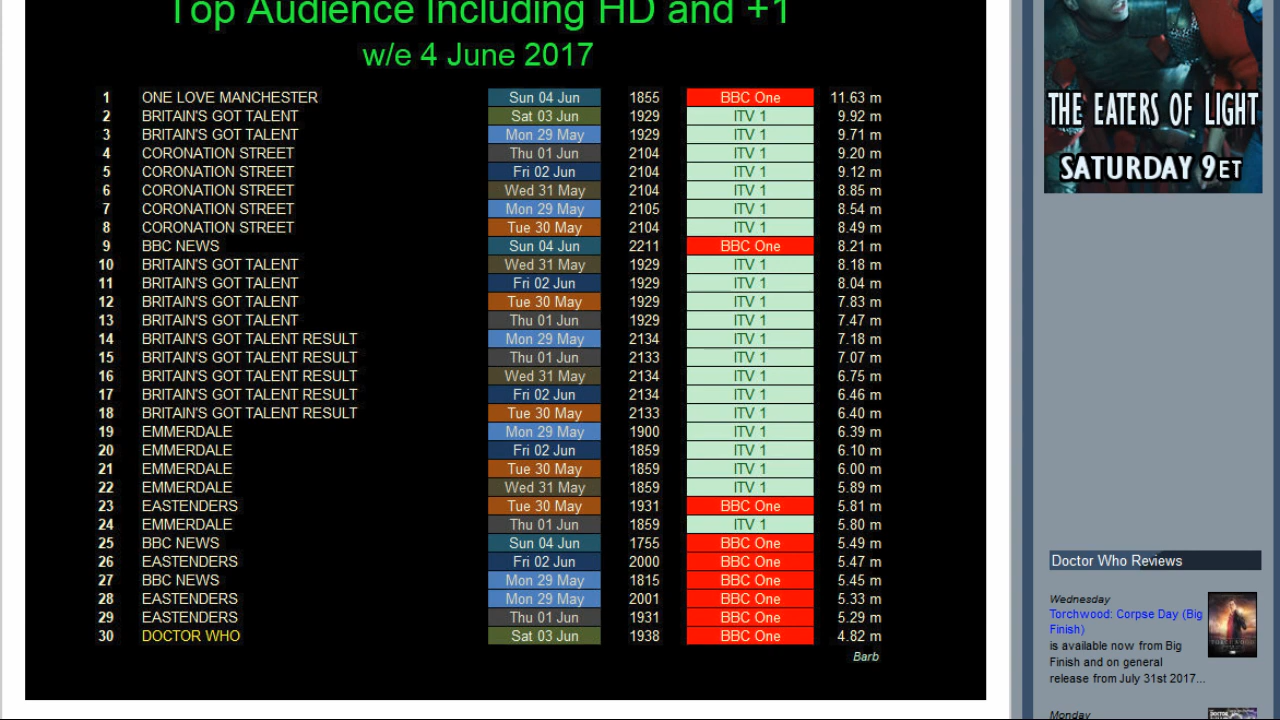 Top Audience Including HD and +1
w/e 4 June 2017
1 ONE LOVE MANCHESTER Sun 04 Jun 1855 BBC One 11.63 m
2 BRITAIN'S GOT TALENT Sat 03 Jun 1929 ITV 1 9.92 m
3 BRITAIN'S GOT TALENT Mon 29 May 1929 ITV 1 9.71 m
4 CORONATION STREET Thu 01 Jun 2104 ITV 1 9.20 m
5 CORONATION STREET Fri 02 Jun 2104 ITV 1 9.12 m
6 CORONATION STREET Wed 31 May 2104 ITV 1 8.85 m
7 CORONATION STREET Mon 29 May 2105 ITV 1 8.54 m
8 CORONATION STREET Tue 30 May 2104 ITV 1 8.49 m
9 BBC NEWS Sun 04 Jun 2211 BBC One 8.21 m
10 BRITAIN'S GOT TALENT Wed 31 May 1929 ITV 1 8.18 m
11 BRITAIN'S GOT TALENT Fri 02 Jun 1929 ITV 1 8.04 m
12 BRITAIN'S GOT TALENT Tue 30 May 1929 ITV 1 7.83 m
13 BRITAIN'S GOT TALENT Thu 01 Jun 1929 ITV 1 7.47 m
14 BRITAIN'S GOT TALENT RESULT Mon 29 May 2134 ITV 1 7.18 m
15 BRITAIN'S GOT TALENT RESULT Thu 01 Jun 2133 ITV 1 7.07 m
16 BRITAIN'S GOT TALENT RESULT Wed 31 May 2134 ITV 1 6.75 m
17 BRITAIN'S GOT TALENT RESULT Fri 02 Jun 2134 ITV 1 6.46 m
18 BRITAIN'S GOT TALENT RESULT Tue 30 May 2133 ITV 1 6.40 m
19 EMMERDALE Mon 29 May 1900 ITV 1 6.39 m
20 EMMERDALE Fri 02 Jun 1859 ITV 1 6.10 m
21 EMMERDALE Tue 30 May 1859 ITV 1 6.00 m
22 EMMERDALE Wed 31 May 1859 ITV 1 5.89 m
23 EASTENDERS Tue 30 May 1931 BBC One 5.81 m
24 EMMERDALE Thu 01 Jun 1859 ITV 1 5.80 m
25 BBC NEWS Sun 04 Jun 1755 BBC One 5.49 m
26 EASTENDERS Fri 02 Jun 2000 BBC One 5.47 m
27 BBC NEWS Mon 29 May 1815 BBC One 5.45 m
28 EASTENDERS Mon 29 May 2001 BBC One 5.33 m
29 EASTENDERS Thu 01 Jun 1931 BBC One 5.29 m
30 DOCTOR WHO Sat 03 Jun 1938 BBC One 4.82 m
Barb
THE EATERS OF LIGHT
SATURDAY 9ET
Doctor Who Reviews
Wednesday
Torchwood: Corpse Day (Big
Finish)
is available now from Big
Finish and on general
release from July 31st 2017...
Monday